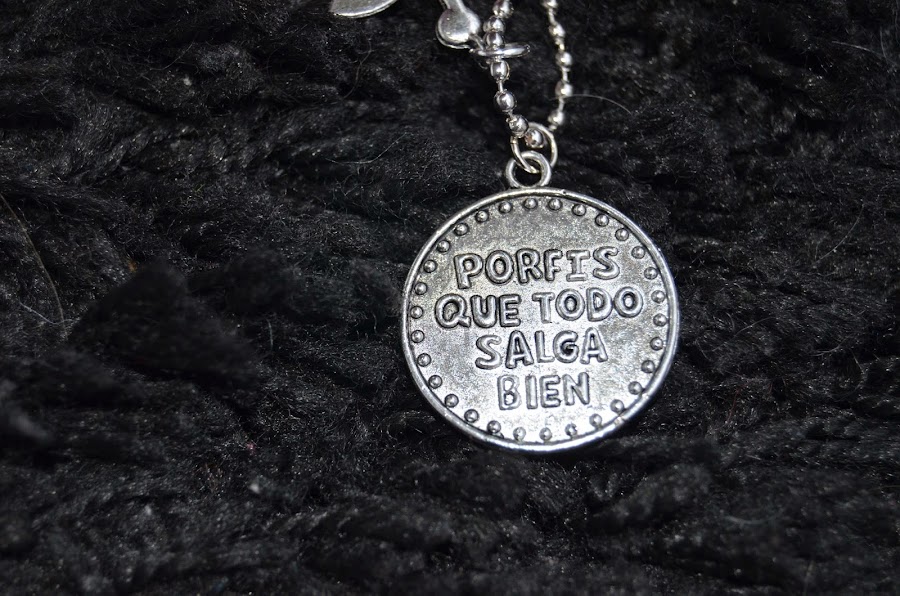 PORFIS
QUE TODO
SALGA
BIEN